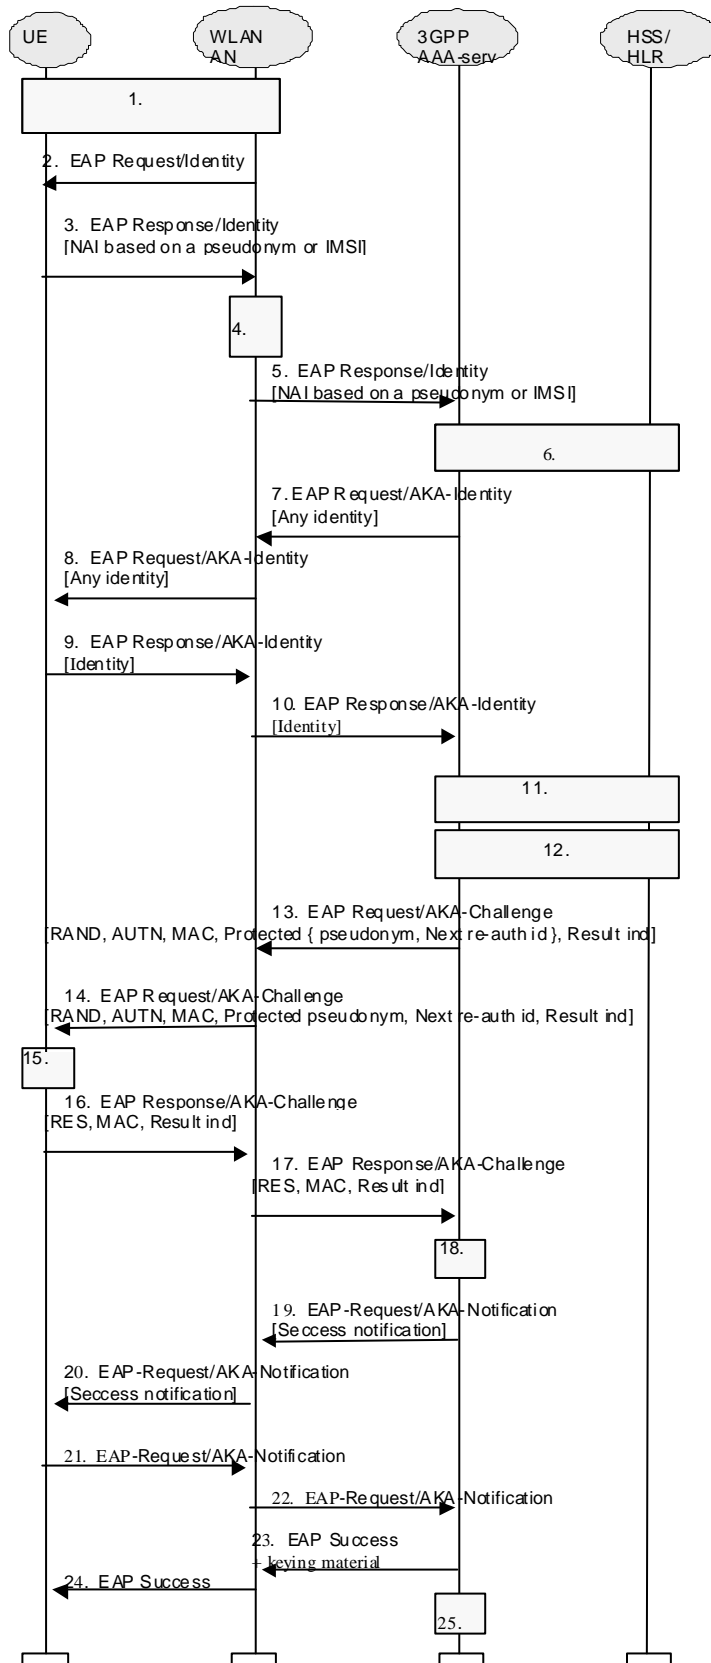 UE
WLAN
AN
3GPP
AAA-serv
HSS/
HLR
1.
2. EAP Request/Identity
3. EAP Response/Identity
[NAI based on a pseudonym or IMSI]
4.
5. EAP Response/Identity
[NAI based on a pseudonym or IMSI]
6.
7. EAP Request/AKA-Identity
[Any identity]
8. EAP Request/AKA-Identity
[Any identity]
9. EAP Response/AKA-Identity
[Identity]
10. EAP Response/AKA-Identity
[Identity]
11.
12.
13. EAP Request/AKA-Challenge
[RAND, AUTN, MAC, Protected { pseudonym, Next re-auth id }, Result ind]
14. EAP Request/AKA-Challenge
[RAND, AUTN, MAC, Protected pseudonym, Next re-auth id, Result ind]
15.
16. EAP Response/AKA-Challenge
[RES, MAC, Result ind]
17. EAP Response/AKA-Challenge
[RES, MAC, Result ind]
18.
19. EAP-Request/AKA-Notification
[Seccess notification]
20. EAP-Request/AKA-Notification
[Seccess notification]
21. EAP-Request/AKA-Notification
22. EAP-Request/AKA-Notification
23. EAP Success
+ keying material
24. EAP Success
25.